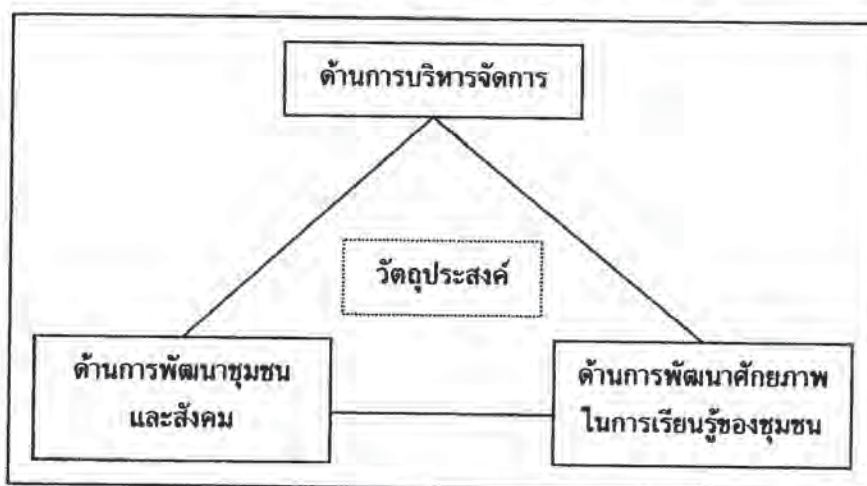 ด้านการบริหารจัดการ
วัตถุประสงค์
ด้านการพัฒนาชุมชน
และสังคม
ด้านการพัฒนาศักยภาพ
ในการเรียนรู้ของชุมชน